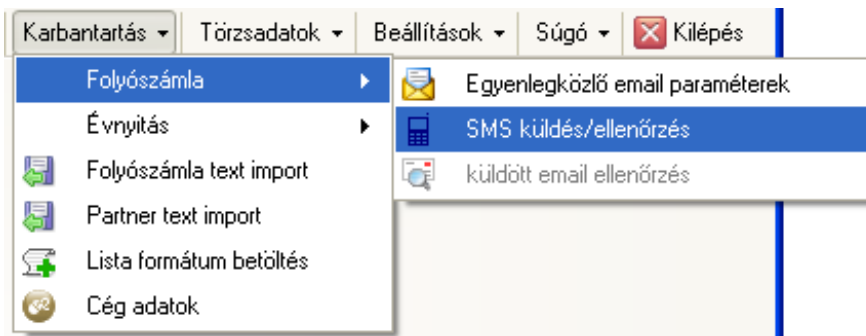 Karbantartás Törzsadatok Beállítások Súgó Kilépés
Folyószámla
Egyenlegközlő email paraméterek
Évnyitás
SMS küldés/ellenőrzés
Folyószámla text import
küldött email ellenőrzés
Partner text import
Lista formátum betöltés
Cég adatok